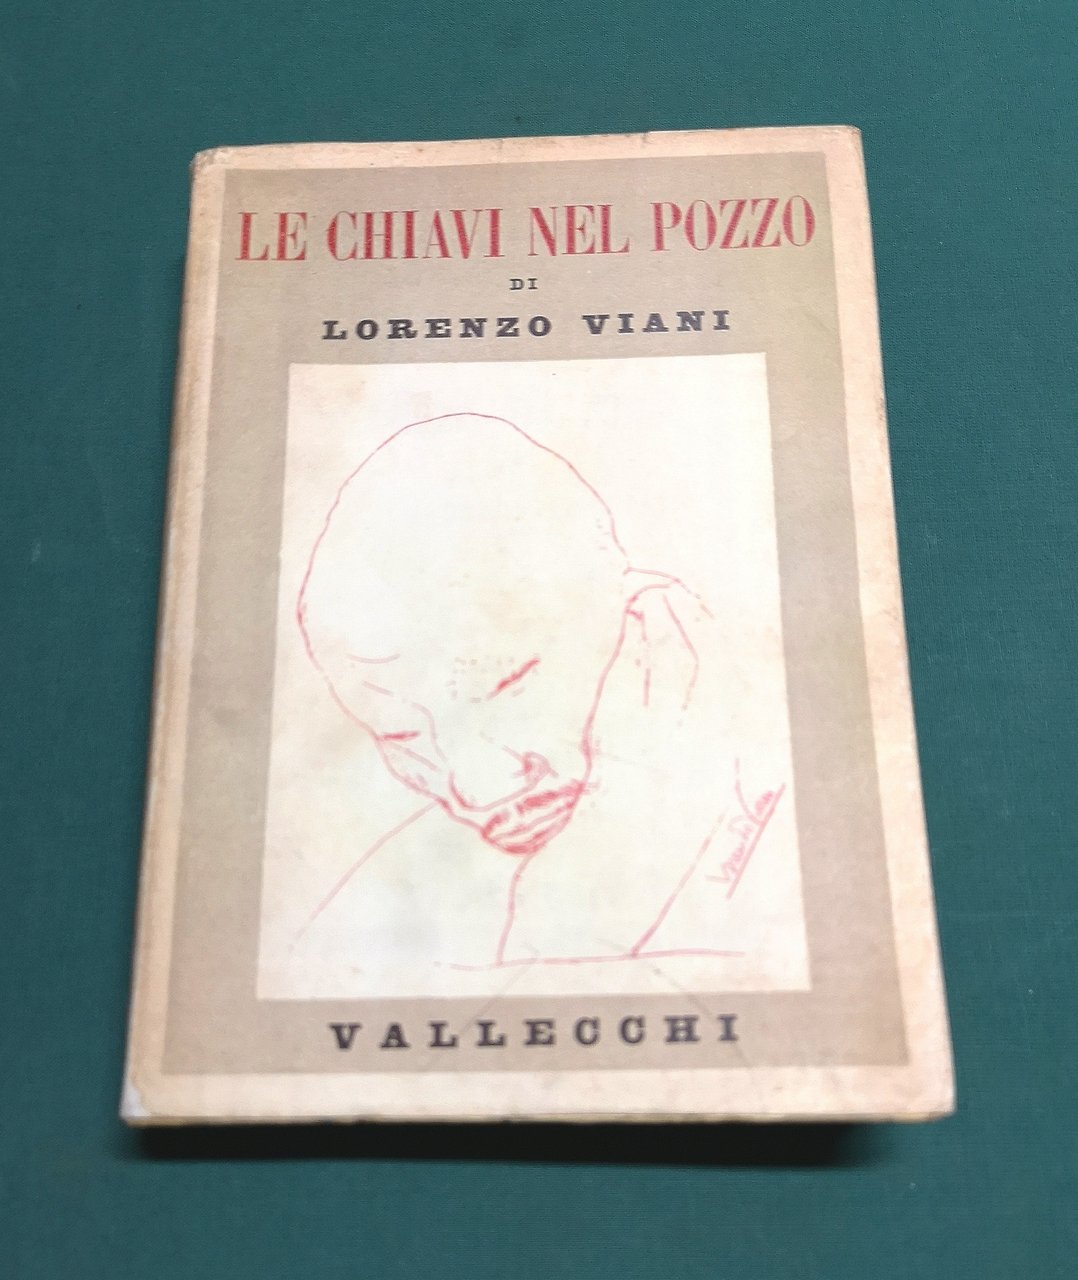 LE CHIAVI NEL POZZO
DI
LORENZO VIANI
VALLECCHI